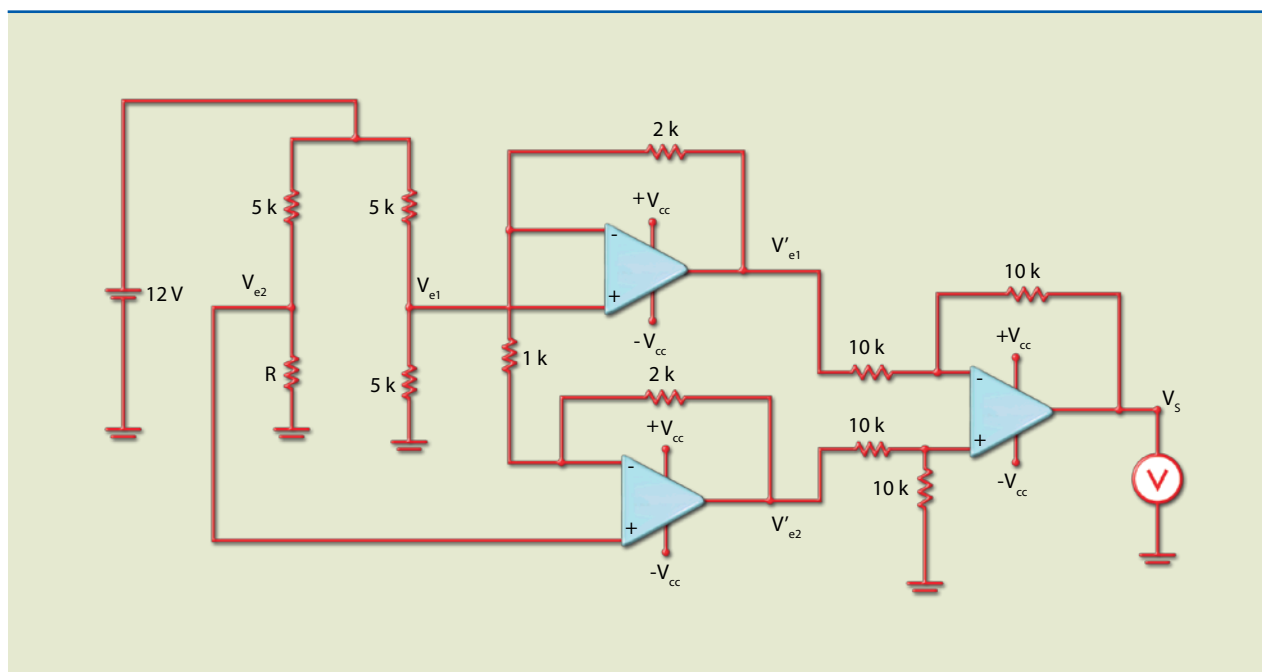 2 k
+V cc
5 k
5 k
-
V' e1
V e2
V e1
10 k
12 V
+
- V cc
10 k
+V cc
1 k
R
5 k
2 k
-
V S
+V cc
10 k
+
V
-
10 k
-V cc
+
V' e2
-V cc